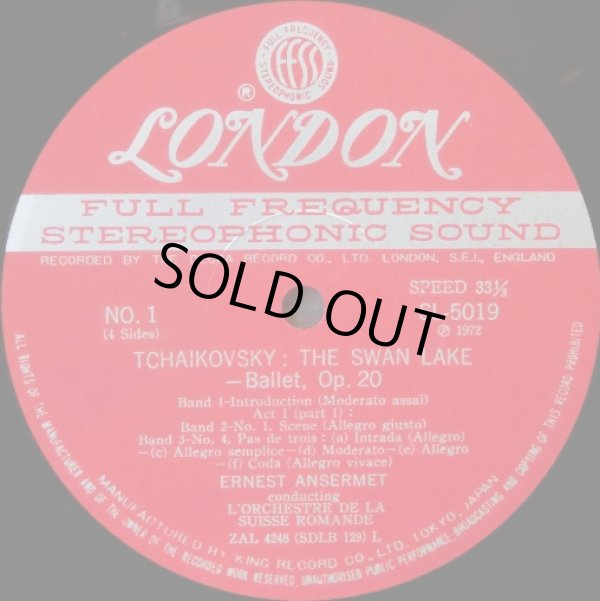 FULL FREQUENCY
STEREOPHONIC SOUND
FFSS
® LONDON
FULL FREQUENCY
STEREOPHONIC SOUND
RECORDED BY THE DECCA RECORD CO., LTD. LONDON, S.E.I., ENGLAND
SPEED 33⅓
NO. 1
(4 Sides)
SL-5019
Ⓟ 1972
SOLD OUT
TCHAIKOVSKY: THE SWAN LAKE
—Ballet, Op. 20
Band 1-Introduction (Moderato assai)
Act 1 (part 1) :
Band 2-No. 1. Scene (Allegro giusto)
Band 3-No. 4. Pas de trois : (a) Intrada (Allegro)
—(c) Allegro semplice—(d) Moderato—(e) Allegro
—(f) Coda (Allegro vivace)
ERNEST ANSERMET
conducting
L'ORCHESTRE DE LA
SUISSE ROMANDE
ZAL 4248 (SDLB 129) L
MANUFACTURED BY KING RECORD CO., LTD. TOKYO, JAPAN
ALL RIGHTS OF THE MANUFACTURER AND OF THE OWNER OF THE RECORDED WORK RESERVED. UNAUTHORISED PUBLIC PERFORMANCE, BROADCASTING AND COPYING OF THIS RECORD PROHIBITED